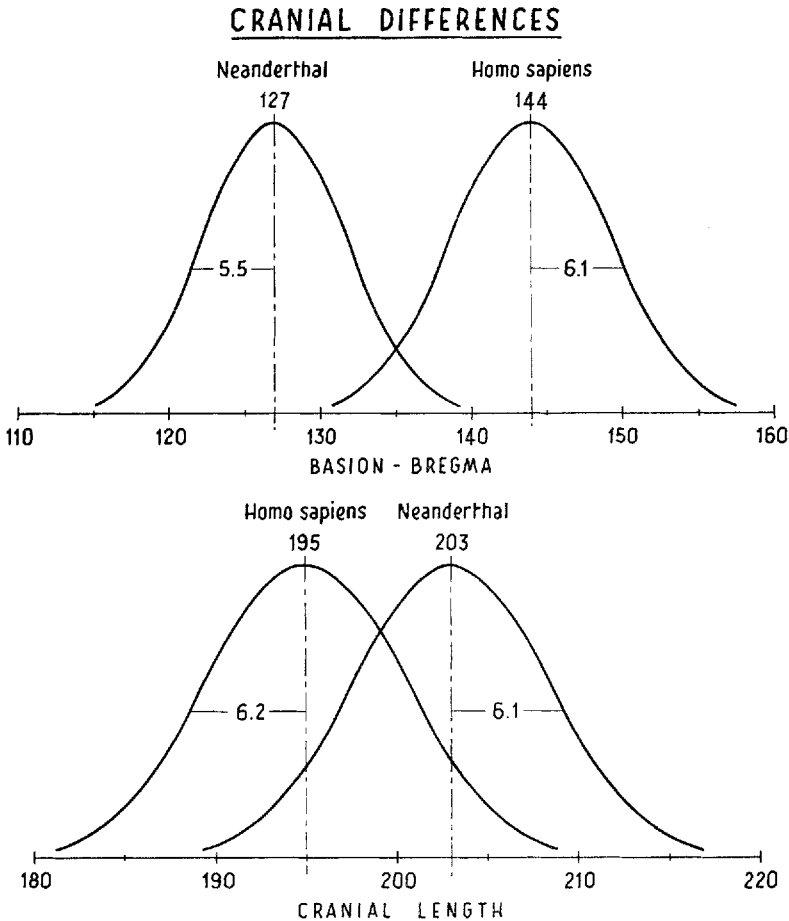 CRANIAL DIFFERENCES
Neanderthal Homo sapiens
127 144
5.5 6.1
110 120 130 140 150 160
BASION - BREGMA
Homo sapiens Neanderthal
195 203
6.2 6.1
180 190 200 210 220
CRANIAL LENGTH